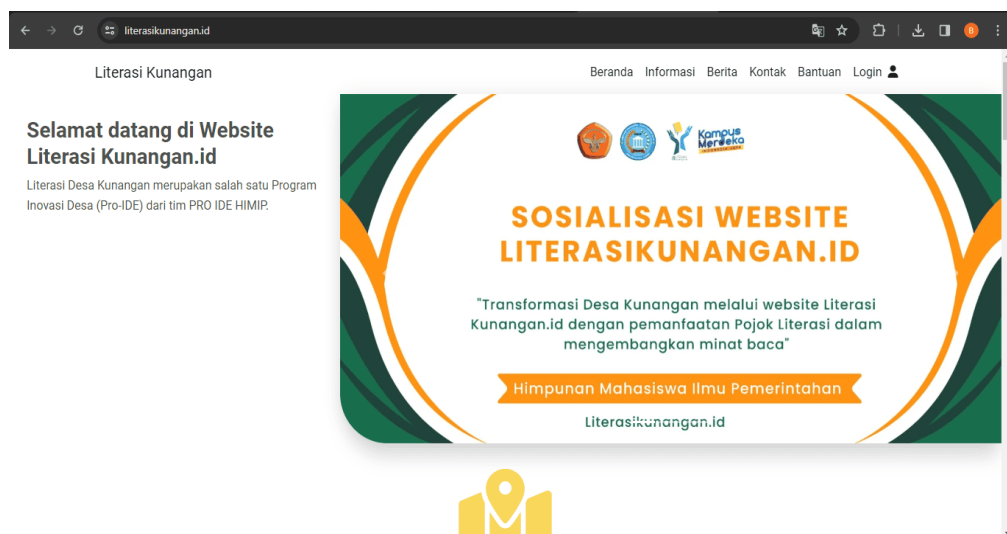 literasikunangan.id
B
Literasi Kunangan
Beranda Informasi Berita Kontak Bantuan Login
Selamat datang di Website
Literasi Kunangan.id
Literasi Desa Kunangan merupakan salah satu Program
Inovasi Desa (Pro-IDE) dari tim PRO IDE HIMIP.
Kampus
Merdeka
SOSIALISASI WEBSITE
LITERASIKUNANGAN.ID
"Transformasi Desa Kunangan melalui website Literasi
Kunangan.id dengan pemanfaatan Pojok Literasi dalam
mengembangkan minat baca"
Himpunan Mahasiswa Ilmu Pemerintahan
Literasikunangan.id